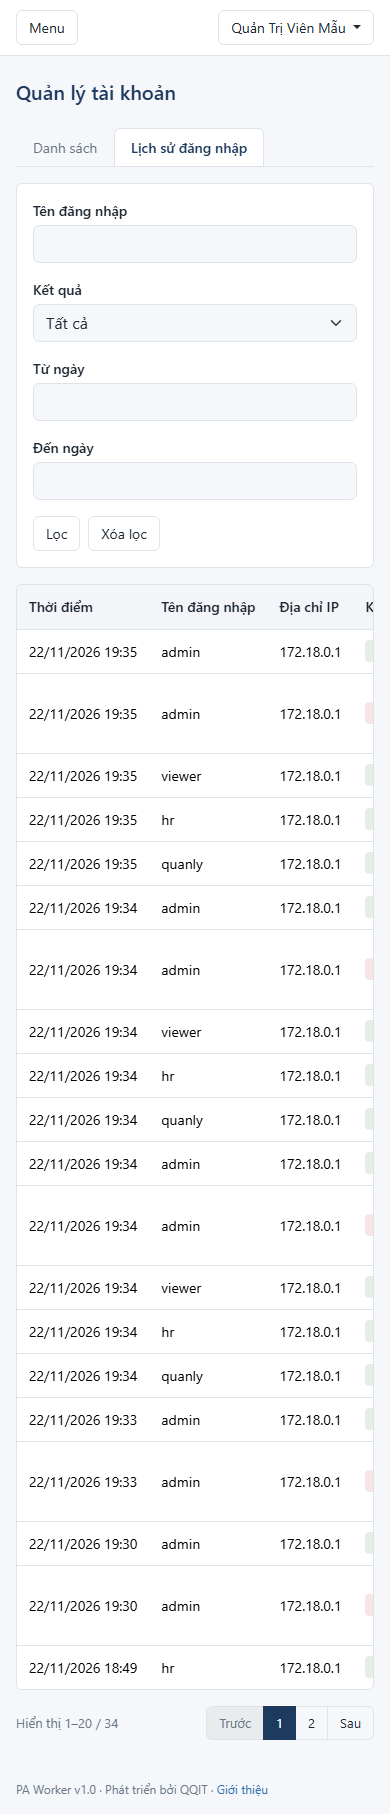 Menu
Quản Trị Viên Mẫu
Quản lý tài khoản
Danh sách
Lịch sử đăng nhập
Tên đăng nhập
Kết quả
Tất cả
Từ ngày
Đến ngày
Lọc
Xóa lọc
Thời điểm Tên đăng nhập Địa chỉ IP K
22/11/2026 19:35 admin 172.18.0.1
22/11/2026 19:35 admin 172.18.0.1
22/11/2026 19:35 viewer 172.18.0.1
22/11/2026 19:35 hr 172.18.0.1
22/11/2026 19:35 quanly 172.18.0.1
22/11/2026 19:34 admin 172.18.0.1
22/11/2026 19:34 admin 172.18.0.1
22/11/2026 19:34 viewer 172.18.0.1
22/11/2026 19:34 hr 172.18.0.1
22/11/2026 19:34 quanly 172.18.0.1
22/11/2026 19:34 admin 172.18.0.1
22/11/2026 19:34 admin 172.18.0.1
22/11/2026 19:34 viewer 172.18.0.1
22/11/2026 19:34 hr 172.18.0.1
22/11/2026 19:34 quanly 172.18.0.1
22/11/2026 19:33 admin 172.18.0.1
22/11/2026 19:33 admin 172.18.0.1
22/11/2026 19:30 admin 172.18.0.1
22/11/2026 19:30 admin 172.18.0.1
22/11/2026 18:49 hr 172.18.0.1
Hiển thị 1–20 / 34
Trước 1 2 Sau
PA Worker v1.0 · Phát triển bởi QQIT · Giới thiệu